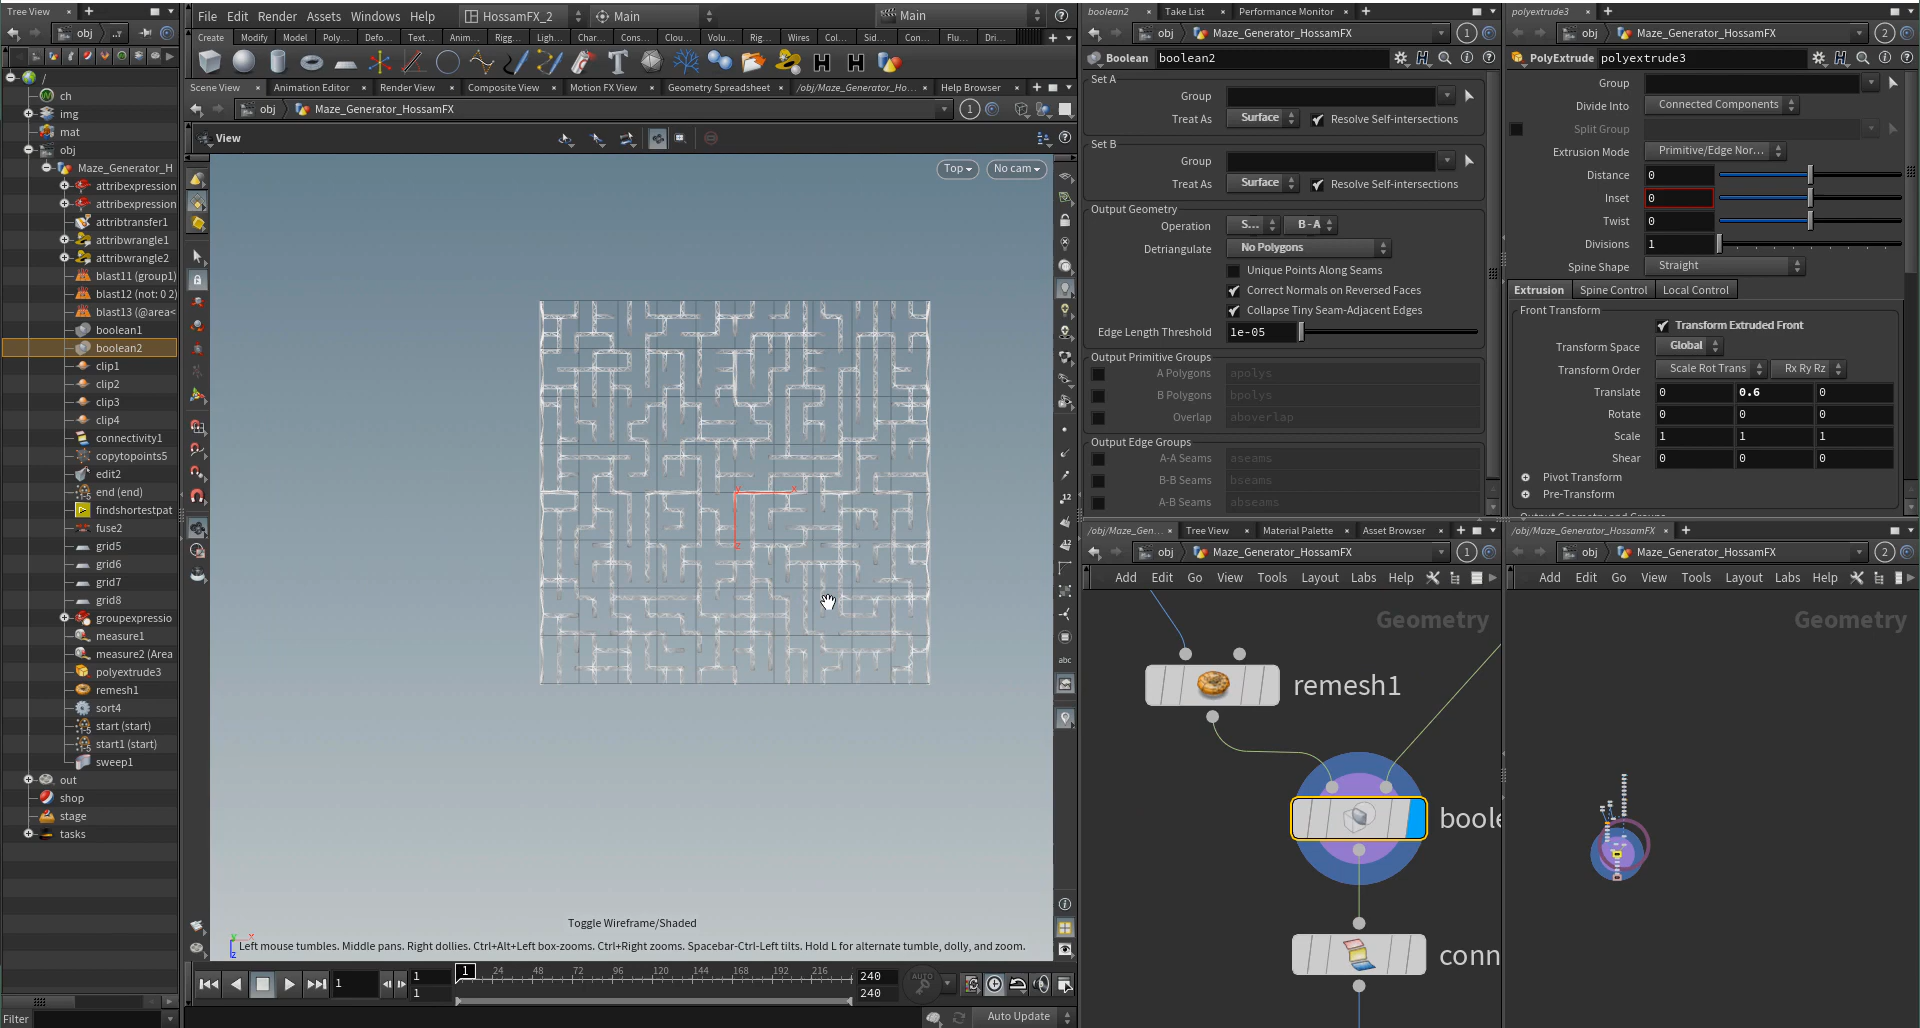 Tree View
obj
/
ch
img
mat
obj
Maze_Generator_H
attribexpression
attribexpression
attribtransfer1
attribwrangle1
attribwrangle2
blast11 (group1)
blast12 (not: 0 2)
blast13 (@area<
boolean1
boolean2
clip1
clip2
clip3
clip4
connectivity1
copytopoints5
edit2
end (end)
findshortestpat
fuse2
grid5
grid6
grid7
grid8
groupexpressio
measure1
measure2 (Area
polyextrude3
remesh1
sort4
start (start)
start1 (start)
sweep1
out
shop
stage
tasks
Filter
File Edit Render Assets Windows Help HossamFX_2 Main Main
Create Modify Model Poly... Defo... Text... Anim... Rigg... Ligh... Char... Cons... Volu... Rig... Wires Col... Sid... Con... Flu... Dri...
Scene View Animation Editor Render View Composite View Motion FX View Geometry Spreadsheet /obj/Maze_Generator_Ho... Help Browser
obj Maze_Generator_HossamFX 1
View
Top No cam
12
12
abc
Toggle Wireframe/Shaded
Left mouse tumbles. Middle pans. Right dollies. Ctrl+Alt+Left box-zooms. Ctrl+Right zooms. Spacebar-Ctrl-Left tilts. Hold L for alternate tumble, dolly, and zoom.
1 1 1 1 24 48 72 96 120 144 168 192 216 240 240 AUTO
Auto Update
boolean2 Take List Performance Monitor
obj Maze_Generator_HossamFX 1
Boolean boolean2
Set A
Group
Treat As Surface Resolve Self-intersections
Set B
Group
Treat As Surface Resolve Self-intersections
Output Geometry
Operation S... B - A
Detriangulate No Polygons
Unique Points Along Seams
Correct Normals on Reversed Faces
Collapse Tiny Seam-Adjacent Edges
Edge Length Threshold 1e-05
Output Primitive Groups
A Polygons apolys
B Polygons bpolys
Overlap aboverlap
Output Edge Groups
A-A Seams aseams
B-B Seams bseams
A-B Seams abseams
/obj/Maze_Gen... Tree View Material Palette Asset Browser
obj Maze_Generator_HossamFX 1
Add Edit Go View Tools Layout Labs Help
Geometry
remesh1
boole
conn
polyextrude3
obj Maze_Generator_HossamFX 2
PolyExtrude polyextrude3
Group
Divide Into Connected Components
Split Group
Extrusion Mode Primitive/Edge Nor...
Distance 0
Inset 0
Twist 0
Divisions 1
Spine Shape Straight
Extrusion Spine Control Local Control
Front Transform
Transform Extruded Front
Transform Space Global
Transform Order Scale Rot Trans Rx Ry Rz
Translate 0 0.6 0
Rotate 0 0 0
Scale 1 1 1
Shear 0 0 0
Pivot Transform
Pre-Transform
/obj/Maze_Generator_HossamFX
obj Maze_Generator_HossamFX 2
Add Edit Go View Tools Layout Labs Help
Geometry